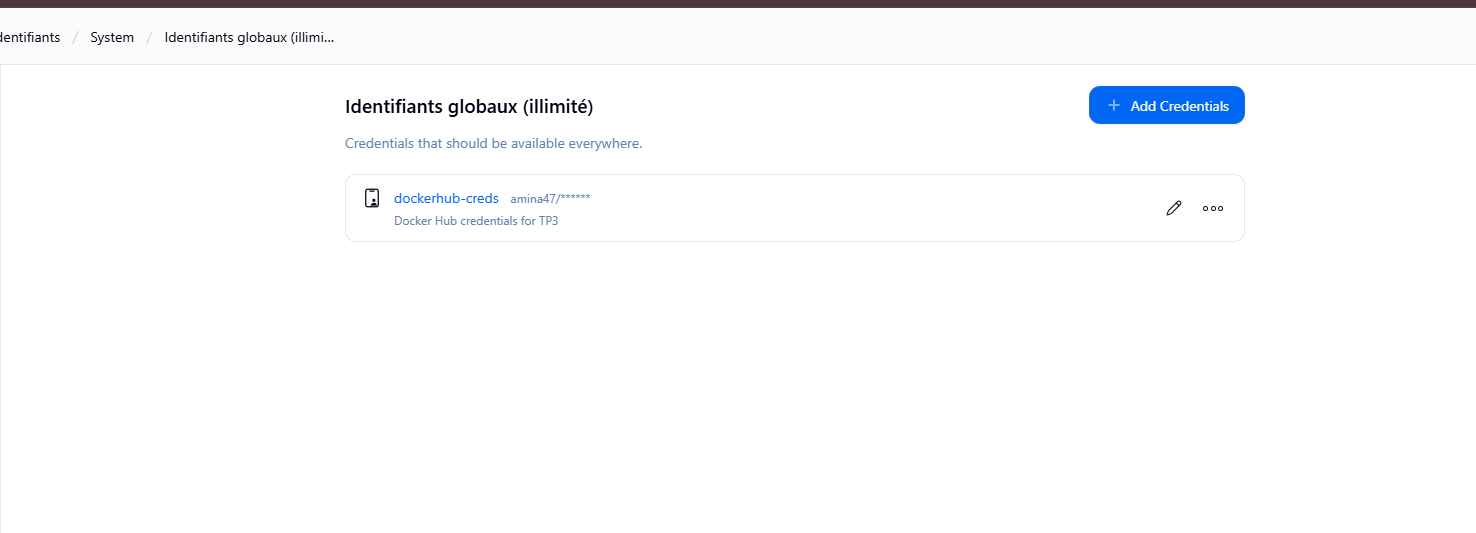 dentifiants / System / Identifiants globaux (illimi...
Identifiants globaux (illimité)
+ Add Credentials
Credentials that should be available everywhere.
dockerhub-creds amina47/******
Docker Hub credentials for TP3